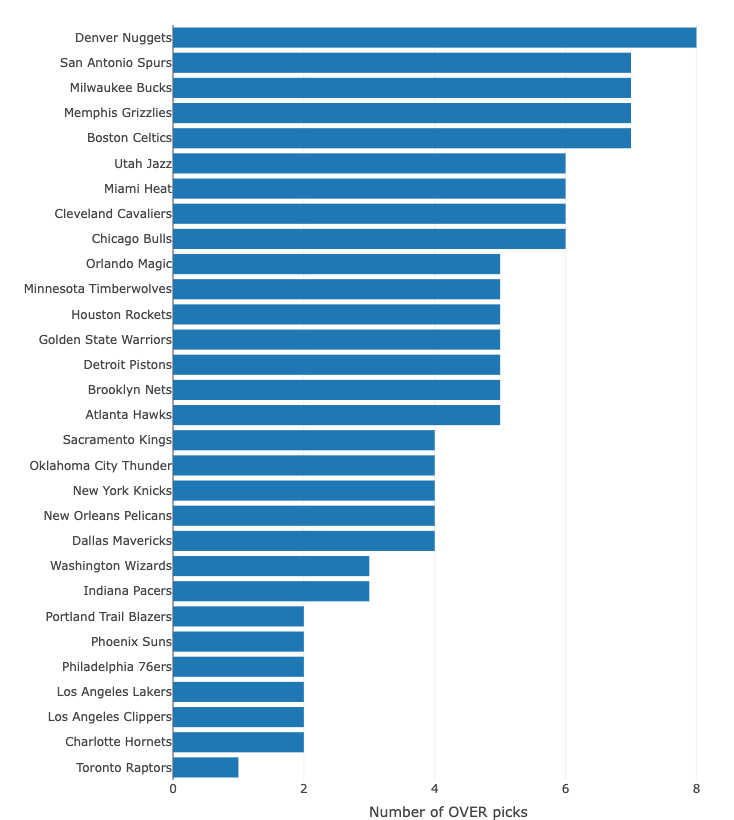 Denver Nuggets
San Antonio Spurs
Milwaukee Bucks
Memphis Grizzlies
Boston Celtics
Utah Jazz
Miami Heat
Cleveland Cavaliers
Chicago Bulls
Orlando Magic
Minnesota Timberwolves
Houston Rockets
Golden State Warriors
Detroit Pistons
Brooklyn Nets
Atlanta Hawks
Sacramento Kings
Oklahoma City Thunder
New York Knicks
New Orleans Pelicans
Dallas Mavericks
Washington Wizards
Indiana Pacers
Portland Trail Blazers
Phoenix Suns
Philadelphia 76ers
Los Angeles Lakers
Los Angeles Clippers
Charlotte Hornets
Toronto Raptors
0 2 4 6 8
Number of OVER picks